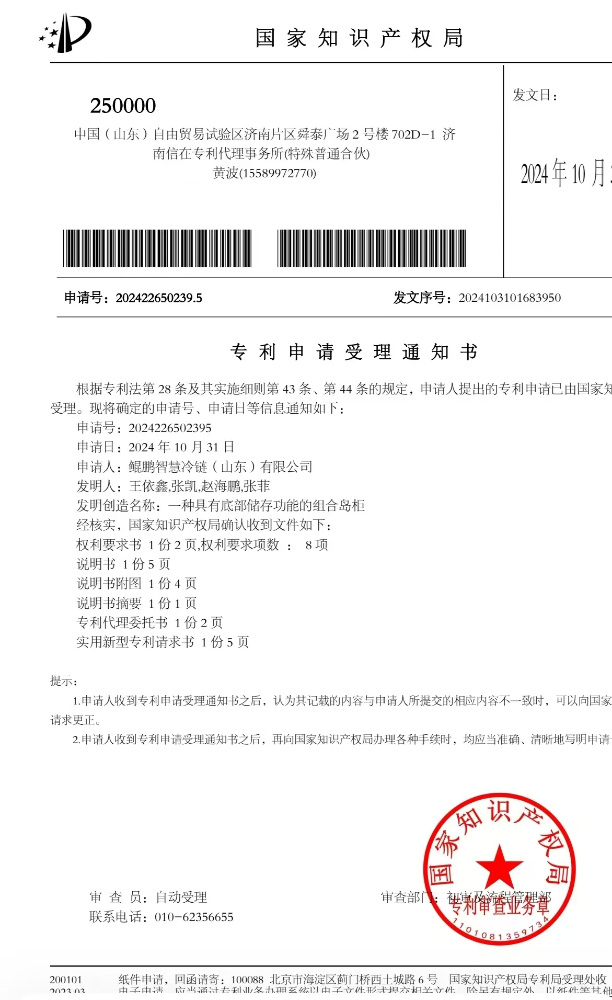 国家知识产权局
250000
发文日：
中国（山东）自由贸易试验区济南片区舜泰广场 2 号楼 702D-1 济
南信在专利代理事务所(特殊普通合伙)
黄波(15589972770)
2024 年 10 月
申请号：202422650239.5
发文序号：2024103101683950
专利申请受理通知书
根据专利法第 28 条及其实施细则第 43 条、第 44 条的规定，申请人提出的专利申请已由国家知
受理。现将确定的申请号、申请日等信息通知如下：
申请号：2024226502395
申请日：2024 年 10 月 31 日
申请人：鲲鹏智慧冷链（山东）有限公司
发明人：王依鑫,张凯,赵海鹏,张菲
发明创造名称：一种具有底部储存功能的组合岛柜
经核实，国家知识产权局确认收到文件如下：
权利要求书 1 份 2 页,权利要求项数 ： 8 项
说明书 1 份 5 页
说明书附图 1 份 4 页
说明书摘要 1 份 1 页
专利代理委托书 1 份 2 页
实用新型专利请求书 1 份 5 页
提示：
1.申请人收到专利申请受理通知书之后，认为其记载的内容与申请人所提交的相应内容不一致时，可以向国家
请求更正。
2.申请人收到专利申请受理通知书之后，再向国家知识产权局办理各种手续时，均应当准确、清晰地写明申请
国家知识产权局
审 查 员：自动受理
审查部门：初审及流程管理部
专利审查业务章
联系电话：010-62356655
1101081359734
200101 纸件申请，回函请寄：100088 北京市海淀区蓟门桥西土城路 6 号 国家知识产权局专利局受理处收
2023.03 电子申请，应当通过专利业务办理系统以电子文件形式提交相关文件。除另有规定外，以纸件等其他